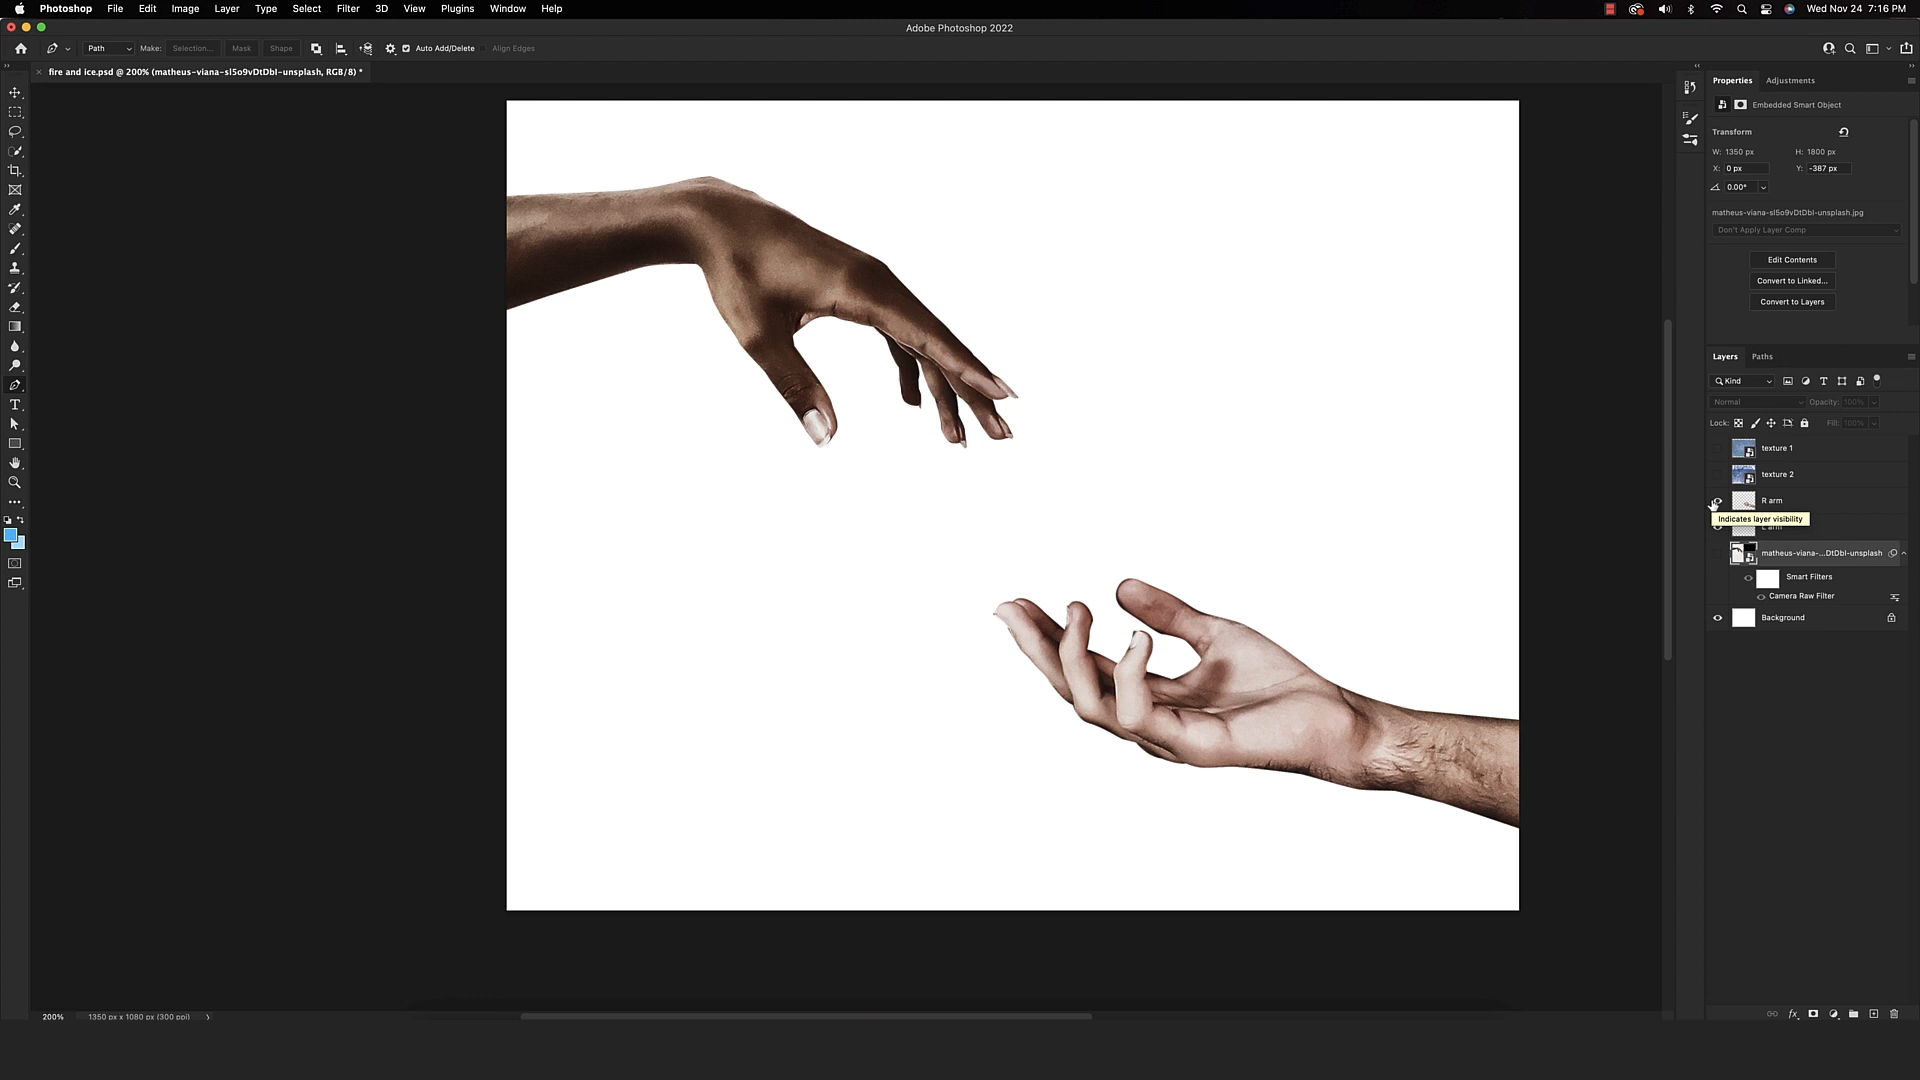 Photoshop File Edit Image Layer Type Select Filter 3D View Plugins Window Help Wed Nov 24 7:16 PM
Adobe Photoshop 2022
Path Make: Selection... Mask Shape Auto Add/Delete Align Edges
× fire and ice.psd @ 200% (matheus-viana-sl5o9vDtDbI-unsplash, RGB/8) *
Properties Adjustments
Embedded Smart Object
Transform
W: 1350 px H: 1800 px
X: 0 px Y: -387 px
0.00°
matheus-viana-sl5o9vDtDbI-unsplash.jpg
Don't Apply Layer Comp
Edit Contents
Convert to Linked...
Convert to Layers
Layers Paths
Kind
Normal Opacity: 100%
Lock: Fill: 100%
texture 1
texture 2
R arm
Indicates layer visibility
L arm
matheus-viana-...DtDbI-unsplash
Smart Filters
Camera Raw Filter
Background
200% 1350 px x 1080 px (300 ppi)